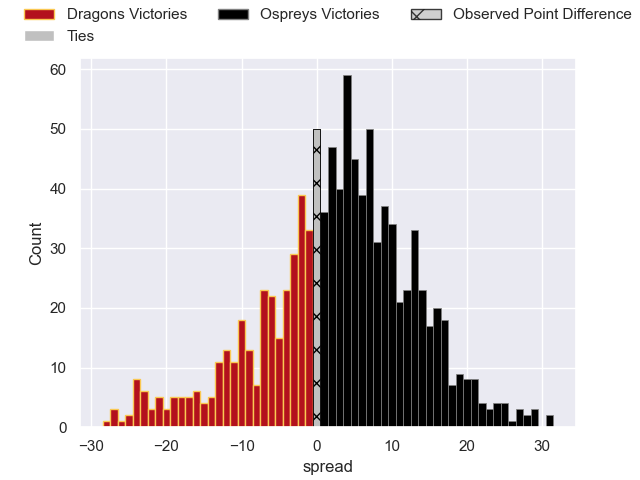 Dragons Victories
Ospreys Victories
Observed Point Difference
Ties
60
50
40
30
20
10
0
Count
−30 −20 −10 0 10 20 30
spread